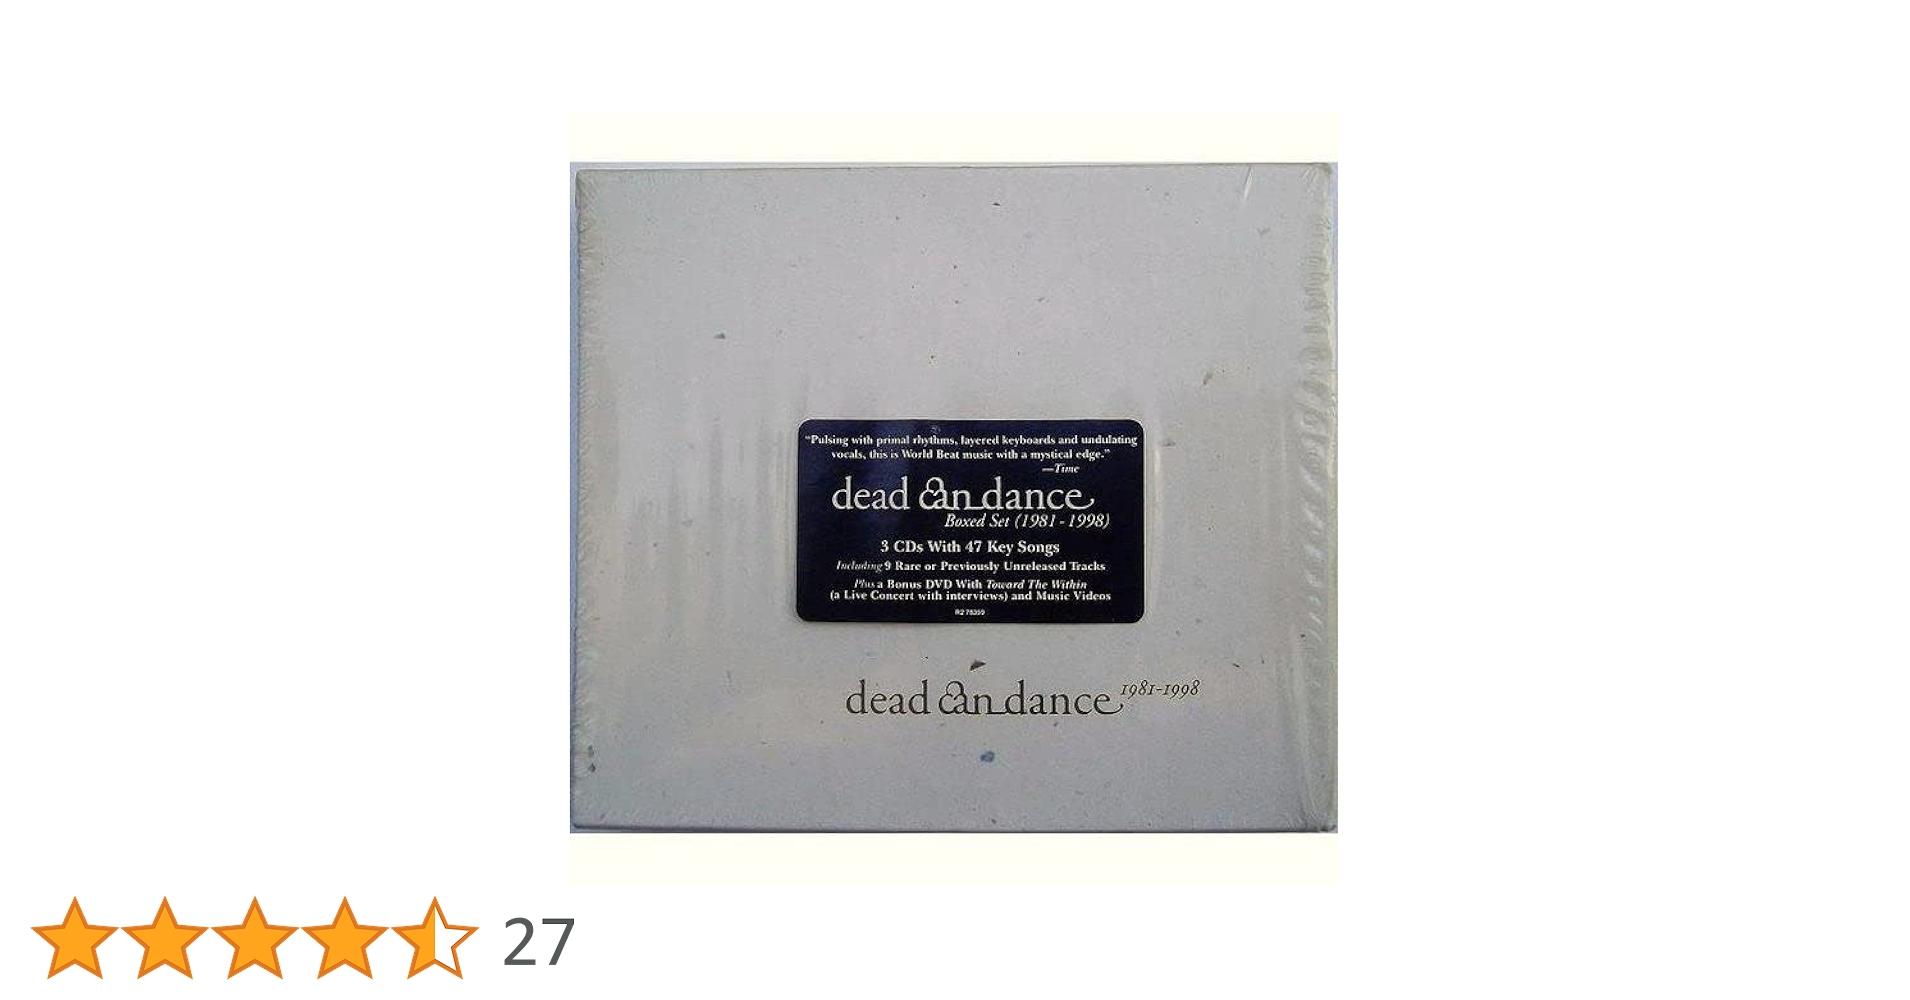 “Pulsing with primal rhythms, layered keyboards and undulating
vocals, this is World Beat music with a mystical edge.”
—Time
dead can dance
Boxed Set (1981 - 1998)
3 CDs With 47 Key Songs
Including 9 Rare or Previously Unreleased Tracks
Plus a Bonus DVD With Toward The Within
(a Live Concert with interviews) and Music Videos
dead can dance 1981-1998
27